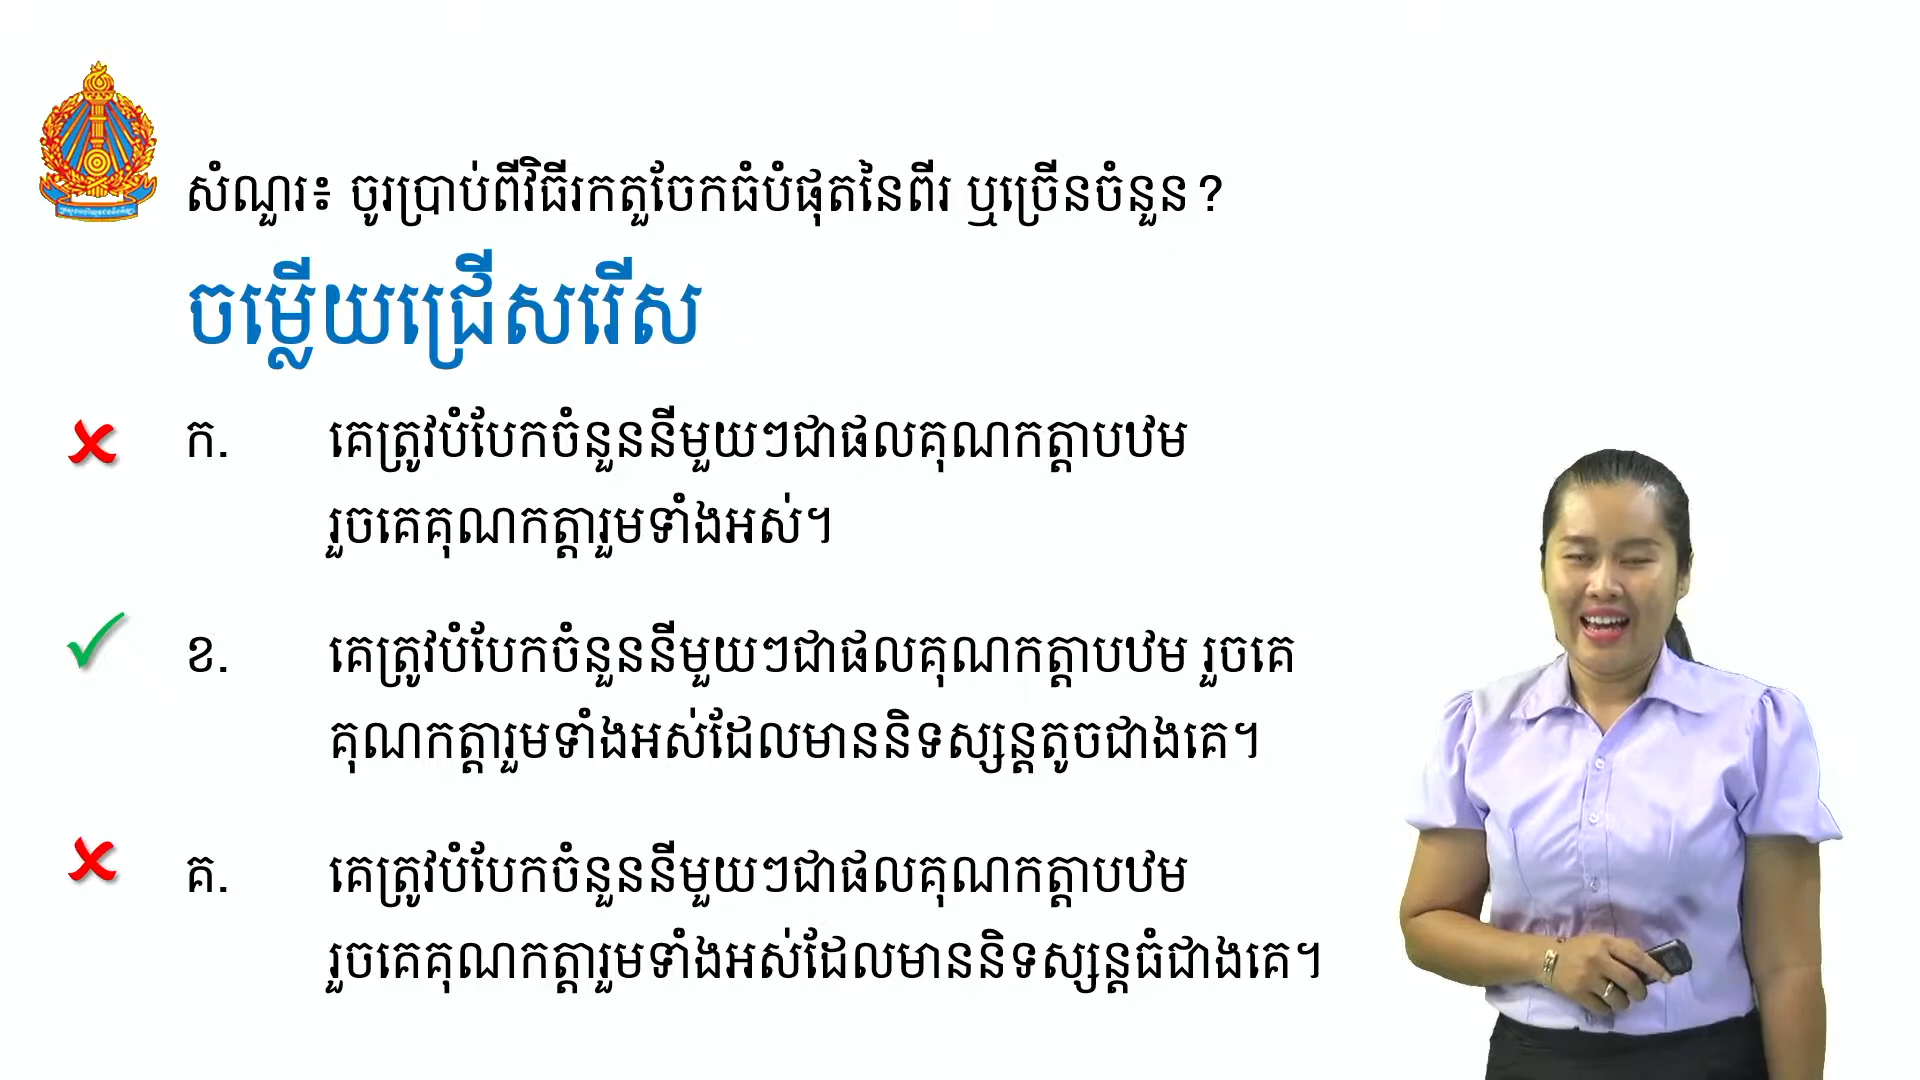 សំណួរ៖ ចូរប្រាប់ពីវិធីរកតួចែកធំបំផុតនៃពីរ ឬច្រើនចំនួន?
ចម្លើយជ្រើសរើស
ក. គេត្រូវបំបែកចំនួននីមួយៗជាផលគុណកត្តាបឋម
រួចគេគុណកត្តារួមទាំងអស់។
ខ. គេត្រូវបំបែកចំនួននីមួយៗជាផលគុណកត្តាបឋម រួចគេ
គុណកត្តារួមទាំងអស់ដែលមាននិទស្សន្តតូចជាងគេ។
គ. គេត្រូវបំបែកចំនួននីមួយៗជាផលគុណកត្តាបឋម
រួចគេគុណកត្តារួមទាំងអស់ដែលមាននិទស្សន្តធំជាងគេ។